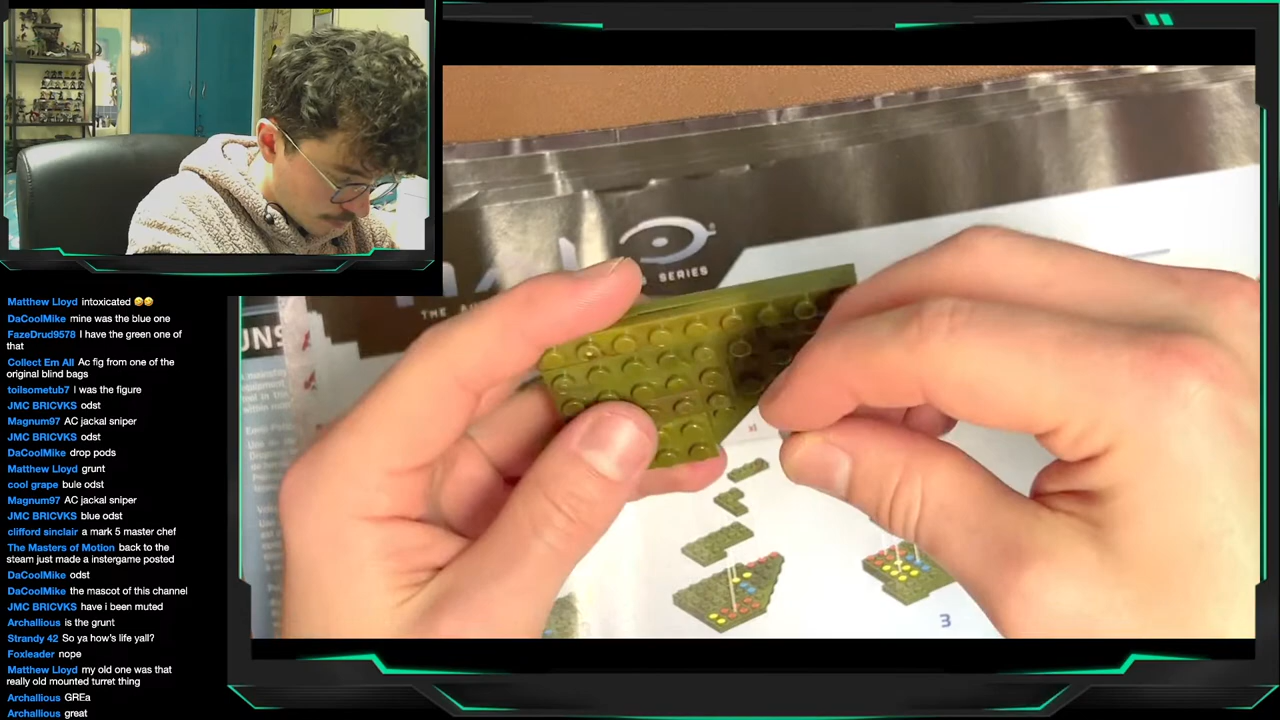 Matthew Lloyd intoxicated 🤣🤣
DaCoolMike mine was the blue one
FazeDrud9578 I have the green one of
that
Collect Em All Ac fig from one of the
original blind bags
toilsometub7 I was the figure
JMC BRICVKS odst
Magnum97 AC jackal sniper
JMC BRICVKS odst
DaCoolMike drop pods
Matthew Lloyd grunt
cool grape bule odst
Magnum97 AC jackal sniper
JMC BRICVKS blue odst
clifford sinclair a mark 5 master chef
The Masters of Motion back to the
steam just made a instergame posted
DaCoolMike odst
DaCoolMike the mascot of this channel
JMC BRICVKS have i been muted
Archallious is the grunt
Strandy 42 So ya how's life yall?
Foxleader nope
Matthew Lloyd my old one was that
really old mounted turret thing
Archallious GREa
Archallious great
SERIES
THE
3